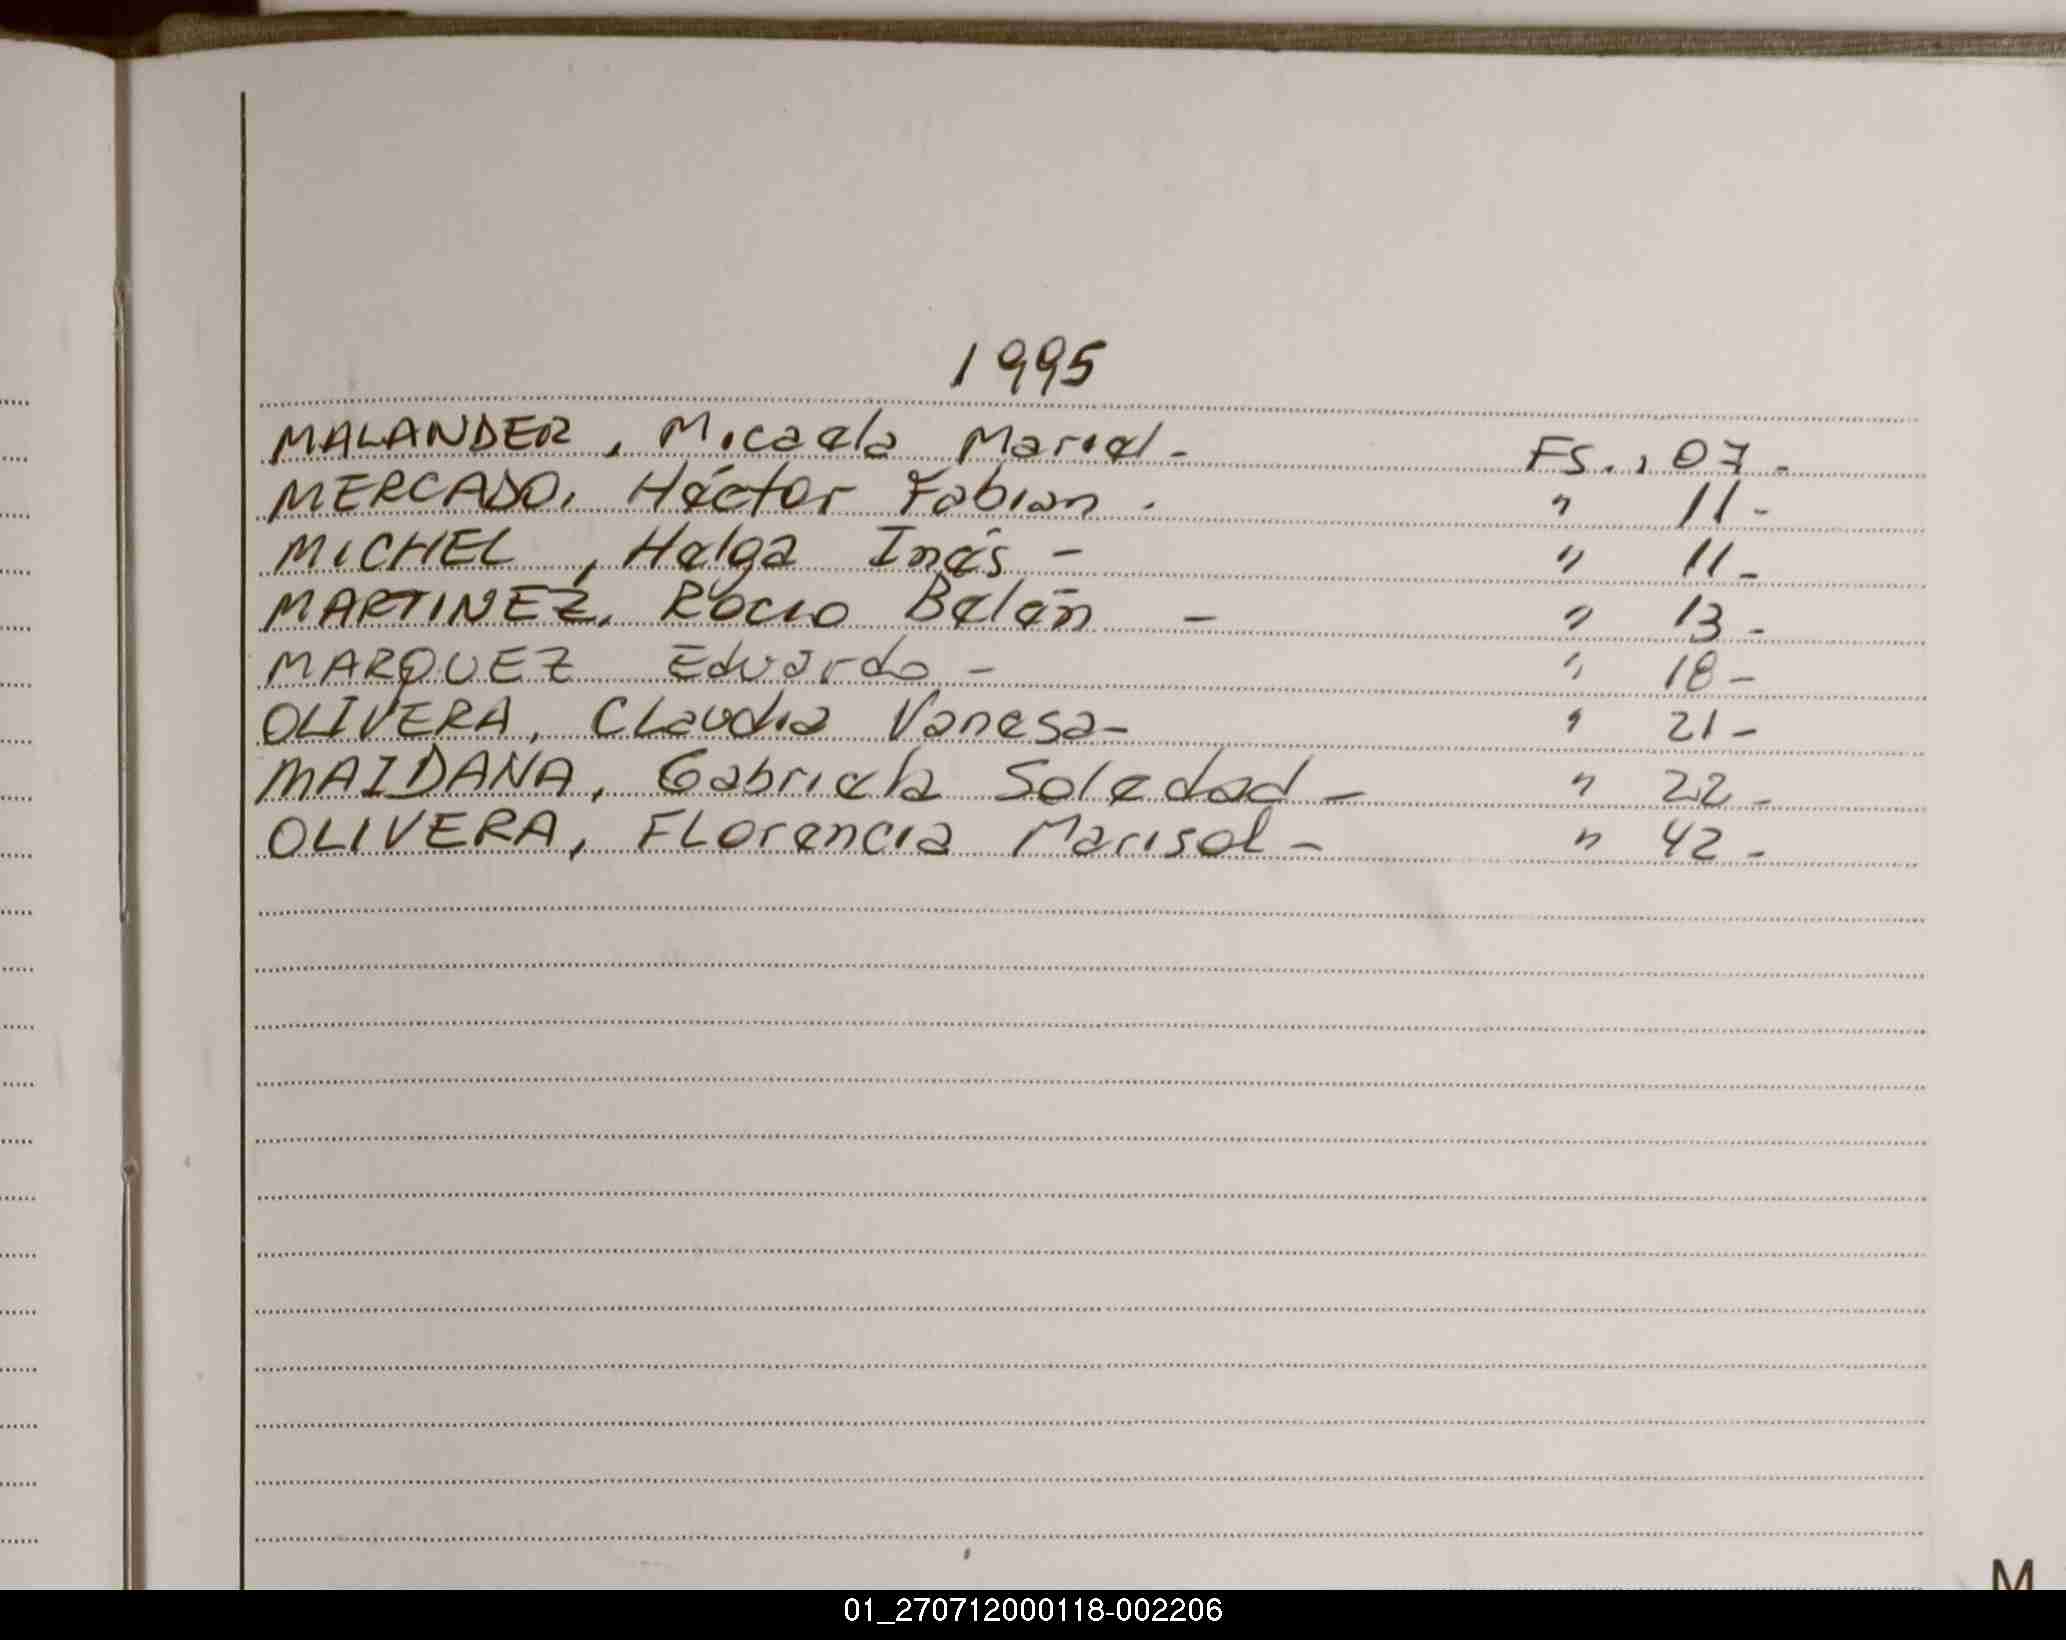 1995
MALANDER, Micaela Mariel - Fs., 07 -
MERCADO, Héctor Fabian - " 11 -
MICHEL, Helga Inés - " 11 -
MARTINEZ, Rocio Belén - " 13 -
MARQUEZ Eduardo - " 18 -
OLIVERA, Claudia Vanesa - " 21 -
MAIDANA, Gabriela Soledad - " 22 -
OLIVERA, Florencia Marisol - " 42 -
M
01_270712000118-002206